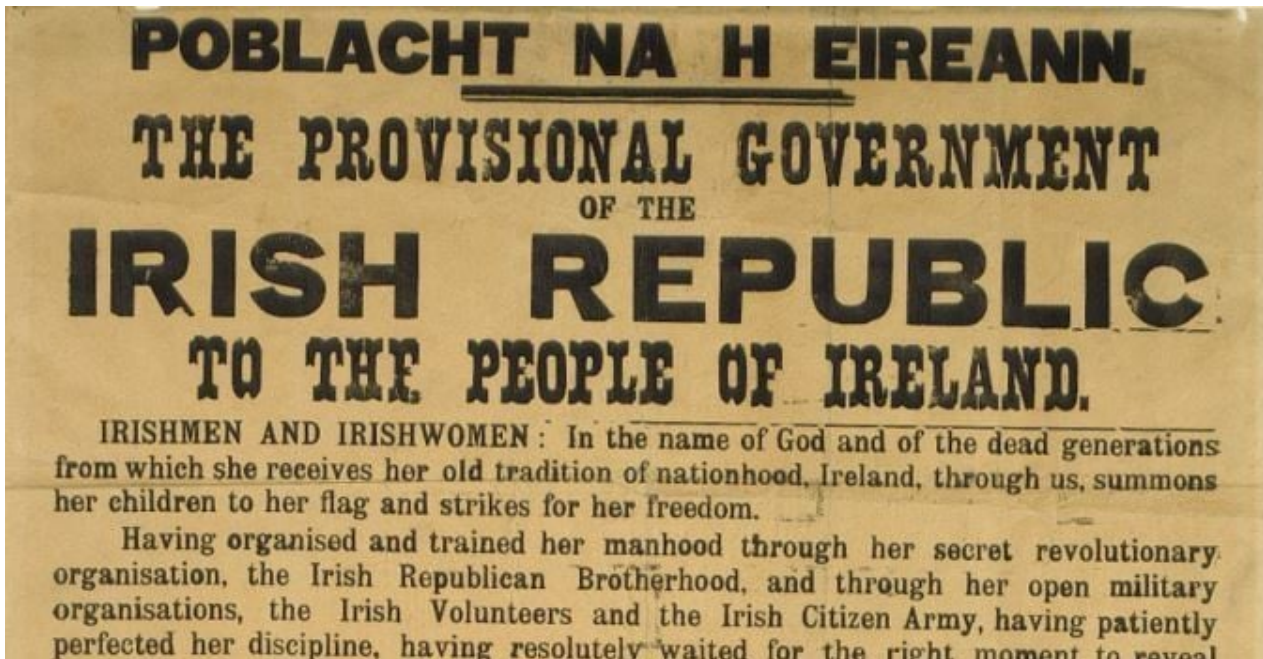 POBLACHT NA H EIREANN.
THE PROVISIONAL GOVERNMENT
OF THE
IRISH REPUBLIC
TO THE PEOPLE OF IRELAND.
IRISHMEN AND IRISHWOMEN: In the name of God and of the dead generations
from which she receives her old tradition of nationhood, Ireland, through us, summons
her children to her flag and strikes for her freedom.
Having organised and trained her manhood through her secret revolutionary
organisation, the Irish Republican Brotherhood, and through her open military
organisations, the Irish Volunteers and the Irish Citizen Army, having patiently
perfected her discipline, having resolutely waited for the right moment to reveal